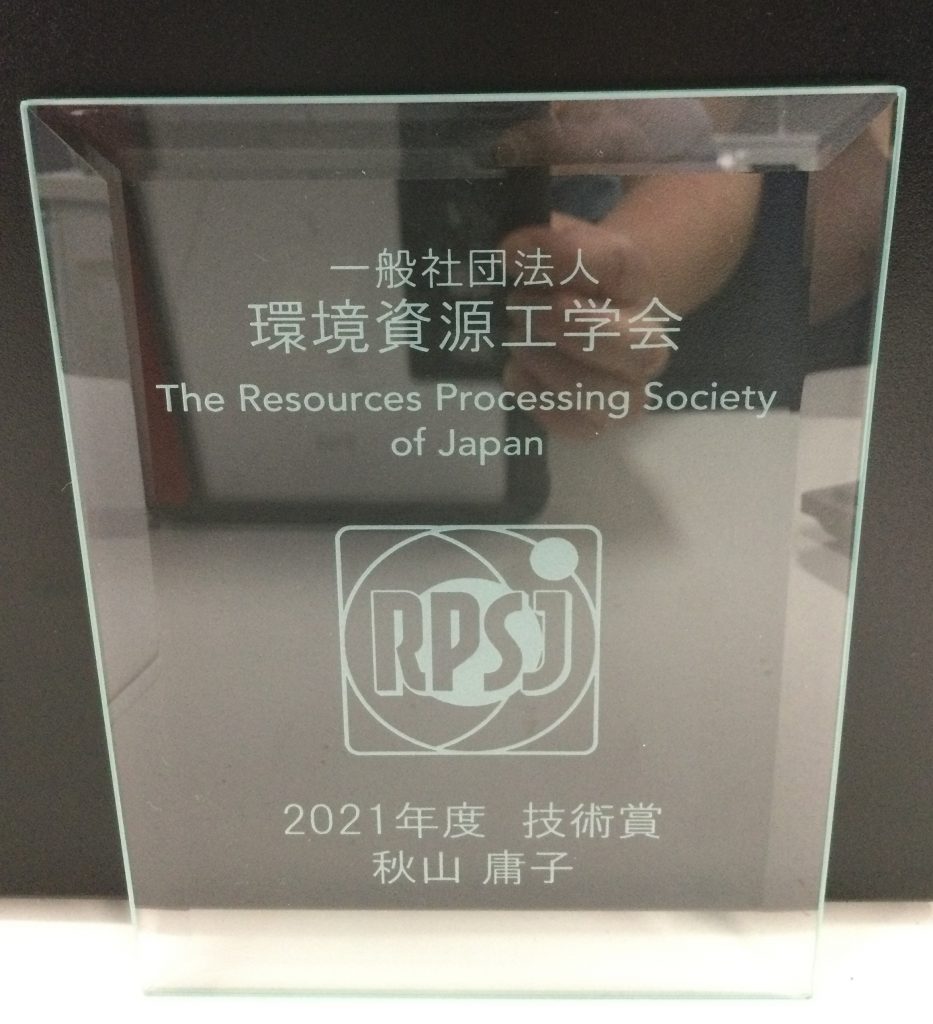 一般社団法人
環境資源工学会
The Resources Processing Society
of Japan
RPSJ
2021年度 技術賞
秋山 庸子